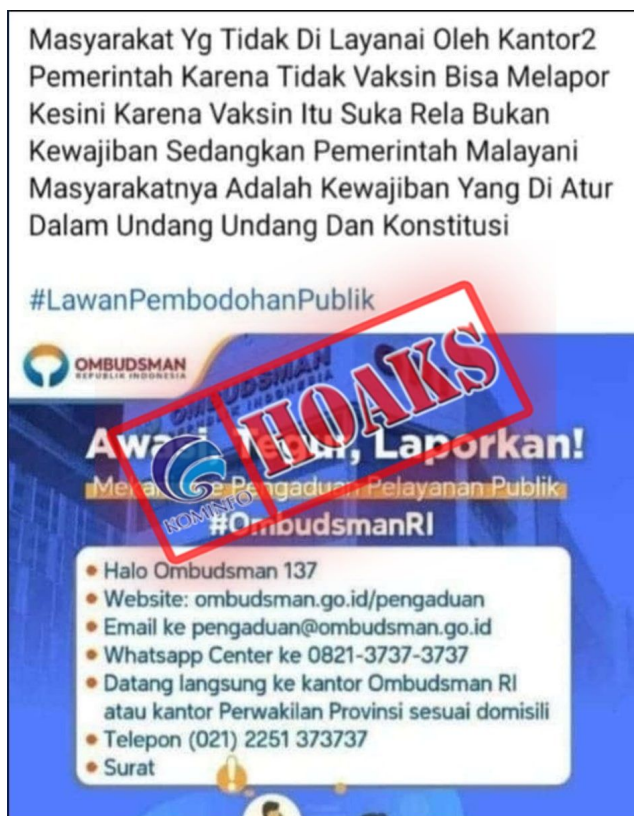 Masyarakat Yg Tidak Di Layanai Oleh Kantor2
Pemerintah Karena Tidak Vaksin Bisa Melapor
Kesini Karena Vaksin Itu Suka Rela Bukan
Kewajiban Sedangkan Pemerintah Malayani
Masyarakatnya Adalah Kewajiban Yang Di Atur
Dalam Undang Undang Dan Konstitusi
#LawanPembodohanPublik
OMBUDSMAN
REPUBLIK INDONESIA
OMBUDSMAN
HOAKS
KOMINFO
Laporkan!
Pengaduan Pelayanan Publik
#OmbudsmanRI
• Halo Ombudsman 137
• Website: ombudsman.go.id/pengaduan
• Email ke pengaduan@ombudsman.go.id
• Whatsapp Center ke 0821-3737-3737
• Datang langsung ke kantor Ombudsman RI
atau kantor Perwakilan Provinsi sesuai domisili
• Telepon (021) 2251 373737
• Surat